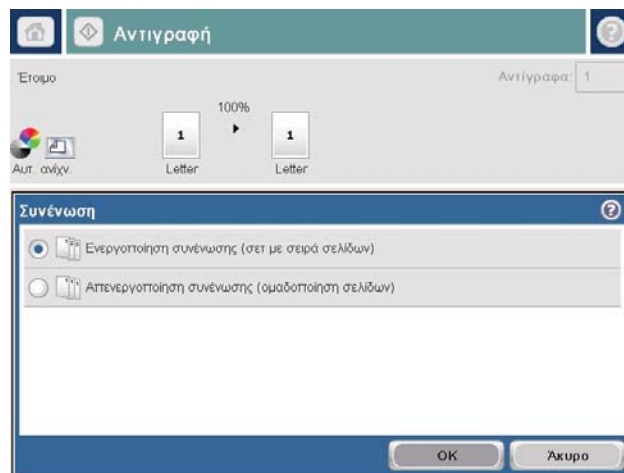 Αντιγραφή
Έτοιμο
Αντίγραφα: 1
100%
1 1
Αυτ. ανίχν. Letter Letter
Συνένωση
Ενεργοποίηση συνένωσης (σετ με σειρά σελίδων)
Απενεργοποίηση συνένωσης (ομαδοποίηση σελίδων)
OK Άκυρο